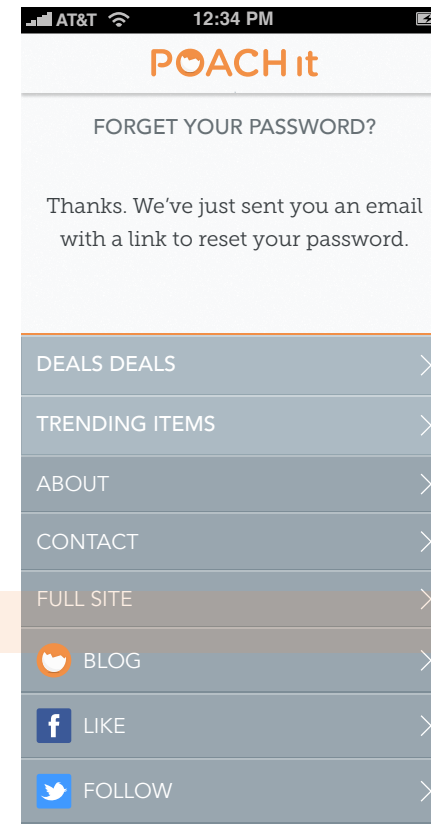 AT&T 12:34 PM
POACH it
FORGET YOUR PASSWORD?
Thanks. We’ve just sent you an email
with a link to reset your password.
DEALS DEALS
TRENDING ITEMS
ABOUT
CONTACT
FULL SITE
BLOG
f LIKE
FOLLOW